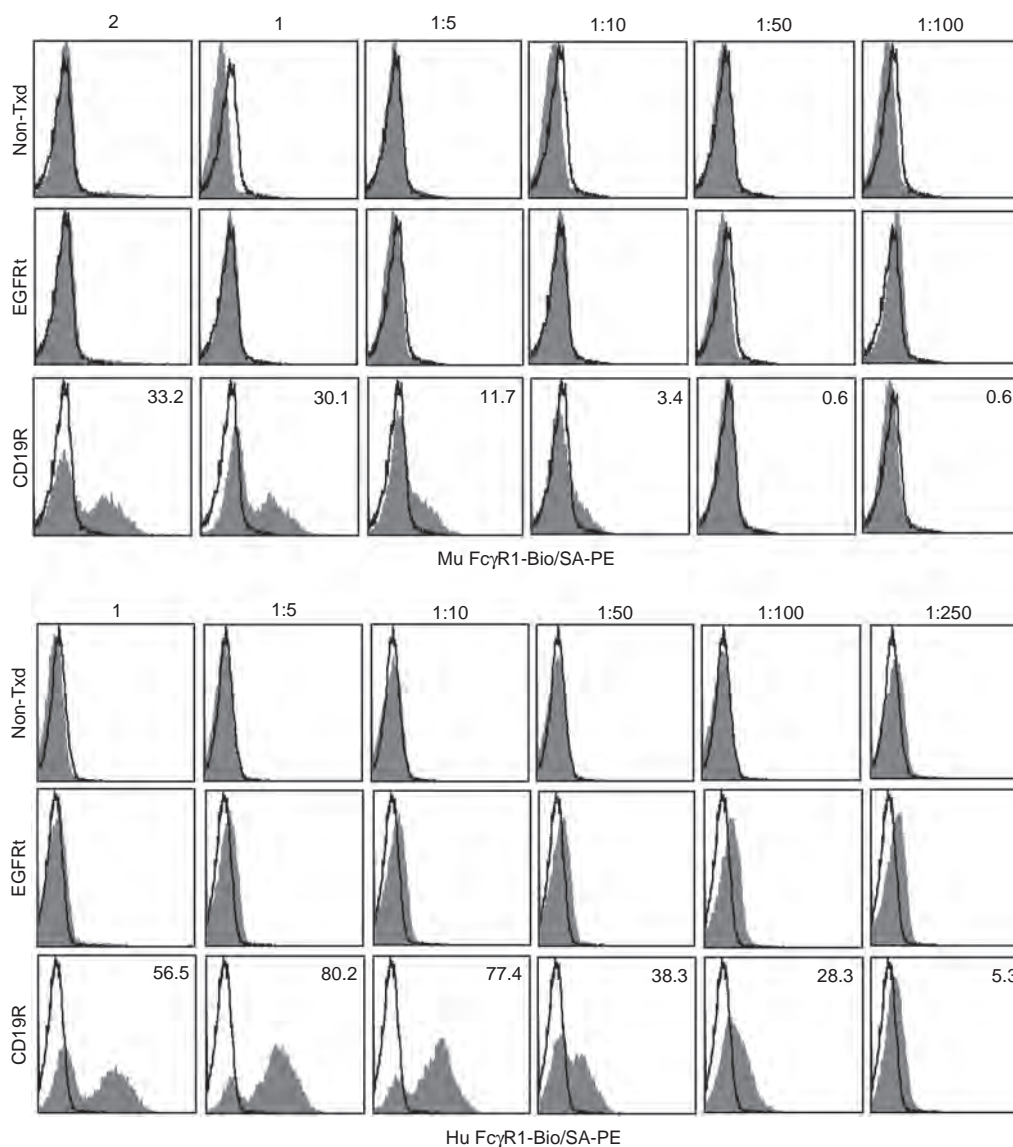 2 1 1:5 1:10 1:50 1:100
Non-Txd
EGFRt
CD19R
33.2 30.1 11.7 3.4 0.6 0.6
Mu FcγR1-Bio/SA-PE
1 1:5 1:10 1:50 1:100 1:250
Non- Txd
EGFRt
CD19R
56.5 80.2 77.4 38.3 28.3 5.3
Hu FcγR1-Bio/SA-PE